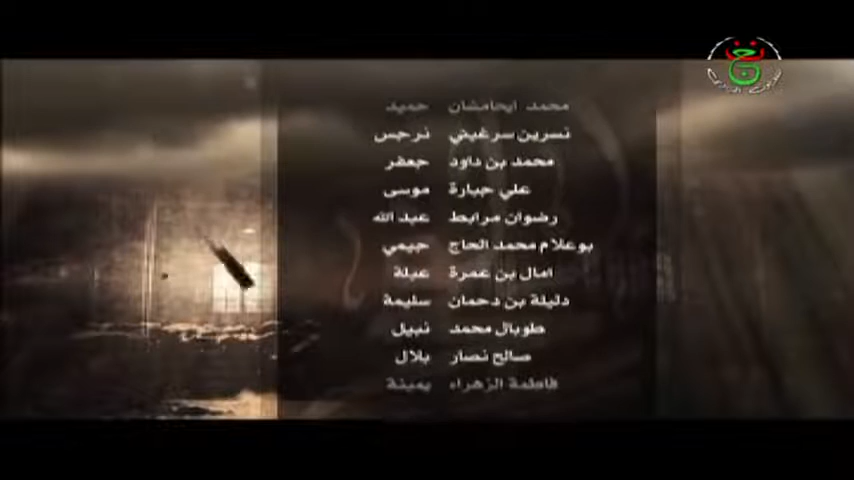 محمد ايحامشان حميد
نسرين سرغيني نرجس
محمد بن داود جعفر
علي جبارة موسى
رضوان مرابط عبد الله
بوعلام محمد الحاج جيمي
امال بن عمرة عبلة
دليلة بن دحمان سليمة
طوبال محمد نبيل
صالح نصار بلال
فاطمة الزهراء يمينة